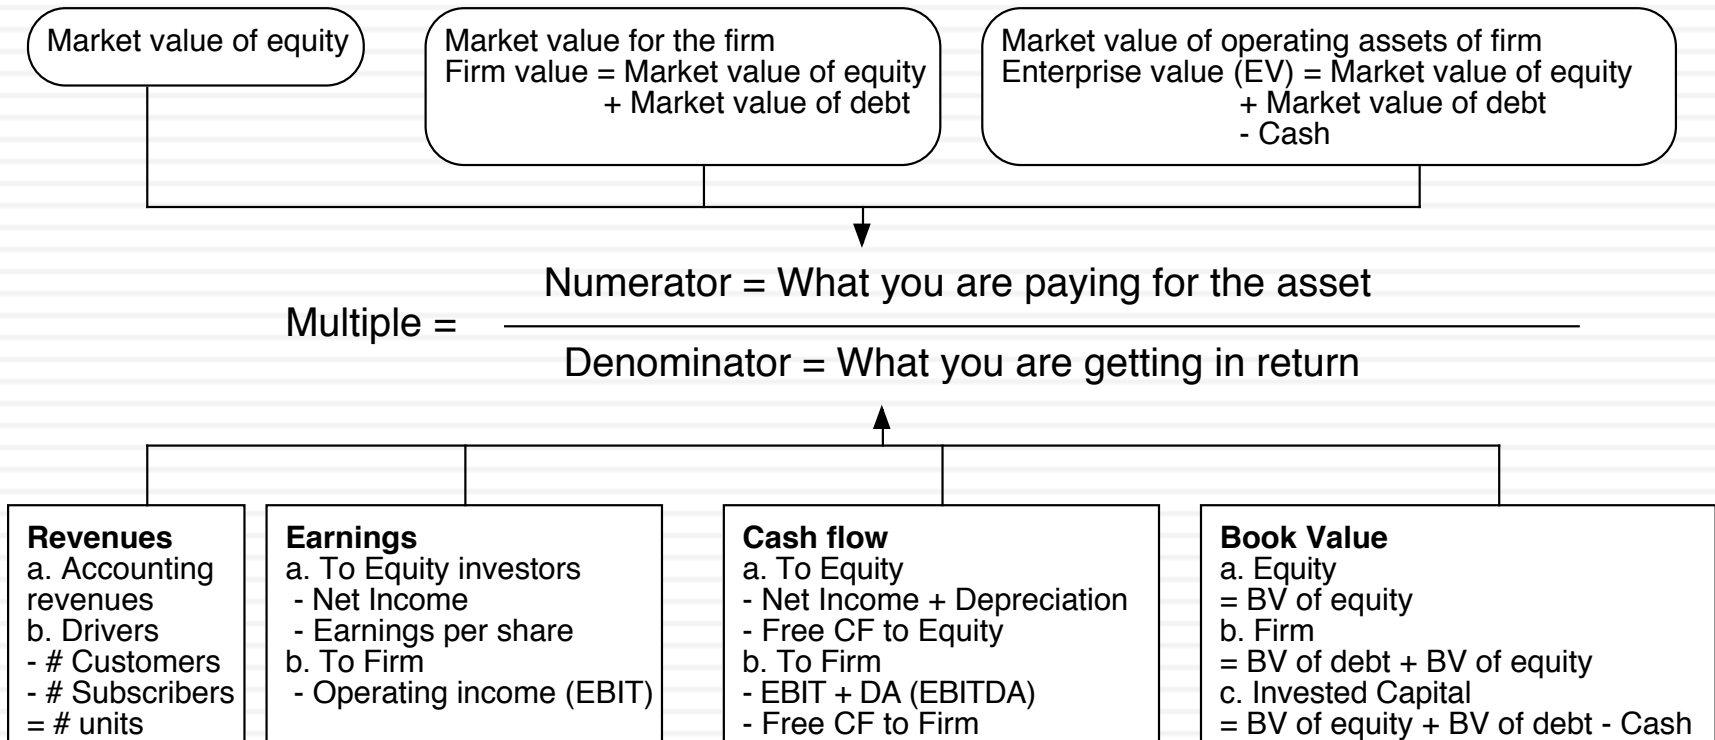 Market value of equity
Market value for the firm
Firm value = Market value of equity
+ Market value of debt
Market value of operating assets of firm
Enterprise value (EV) = Market value of equity
+ Market value of debt
- Cash
Multiple =
Numerator = What you are paying for the asset
Denominator = What you are getting in return
Revenues
a. Accounting
revenues
b. Drivers
- # Customers
- # Subscribers
= # units
Earnings
a. To Equity investors
- Net Income
- Earnings per share
b. To Firm
- Operating income (EBIT)
Cash flow
a. To Equity
- Net Income + Depreciation
- Free CF to Equity
b. To Firm
- EBIT + DA (EBITDA)
- Free CF to Firm
Book Value
a. Equity
= BV of equity
b. Firm
= BV of debt + BV of equity
c. Invested Capital
= BV of equity + BV of debt - Cash